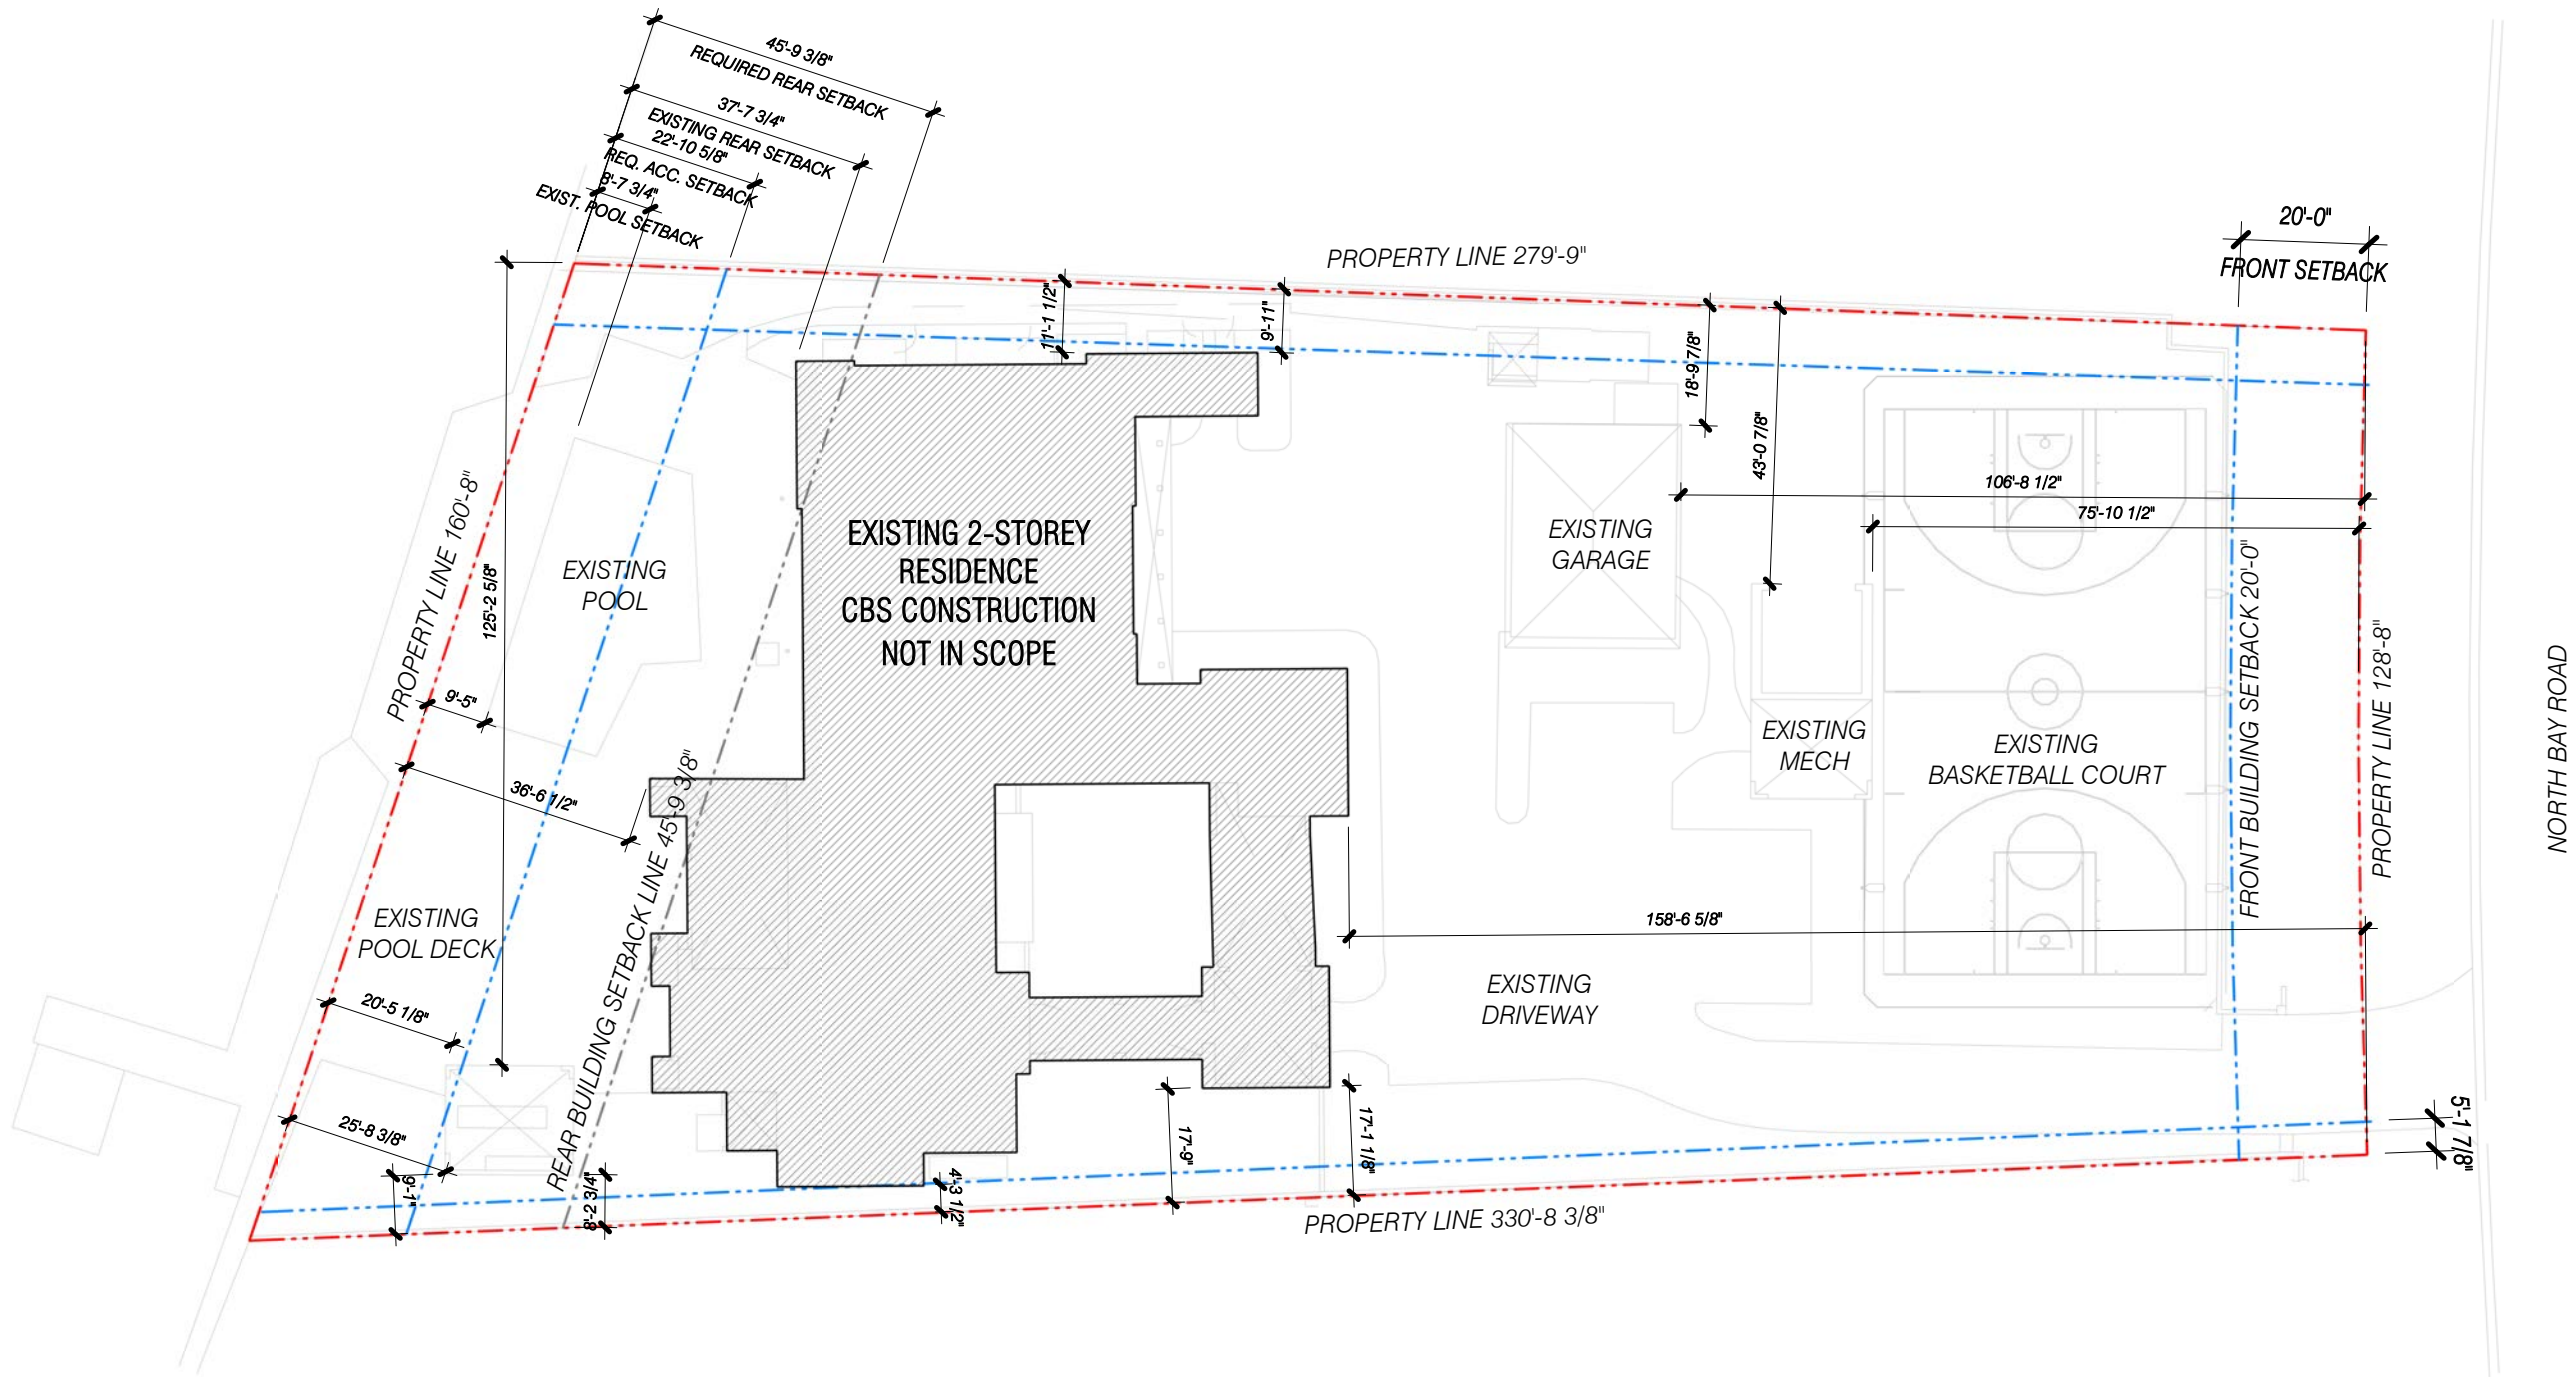 45'-9 3/8"
REQUIRED REAR SETBACK
37'-7 3/4"
EXISTING REAR SETBACK
22'-10 5/8"
REQ. ACC. SETBACK
8'-7 3/4"
EXIST. POOL SETBACK
20'-0"
FRONT SETBACK
PROPERTY LINE 279'-9"
11'-1 1/2"
9'-11"
18'-9 7/8"
43'-0 7/8"
106'-8 1/2"
75'-10 1/2"
PROPERTY LINE 160'-8"
125'-2 5/8"
EXISTING
POOL
EXISTING 2-STOREY
RESIDENCE
CBS CONSTRUCTION
NOT IN SCOPE
EXISTING
GARAGE
EXISTING
MECH
EXISTING
BASKETBALL COURT
FRONT BUILDING SETBACK 20'-0"
PROPERTY LINE 128'-8"
NORTH BAY ROAD
9'-5"
36'-6 1/2"
REAR BUILDING SETBACK LINE 45'-9 3/8"
EXISTING
POOL DECK
158'-6 5/8"
EXISTING
DRIVEWAY
20'-5 1/8"
25'-8 3/8"
9'-1"
8'-2 3/4"
4'-3 1/2"
17'-9"
17'-1 1/8"
5'-1 7/8"
PROPERTY LINE 330'-8 3/8"